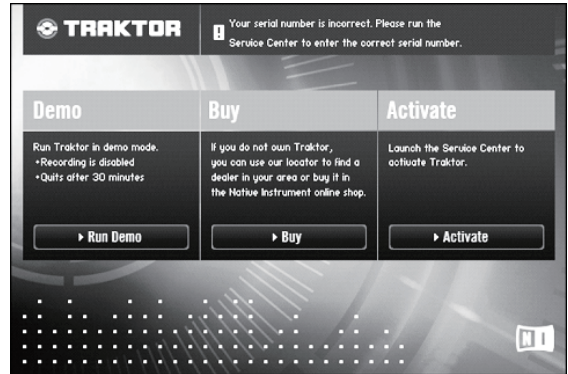 TRAKTOR
Your serial number is incorrect. Please run the
Service Center to enter the correct serial number.
Demo
Run Traktor in demo mode.
•Recording is disabled
•Quits after 30 minutes
Run Demo
Buy
If you do not own Traktor,
you can use our locator to find a
dealer in your area or buy it in
the Native Instrument online shop.
Buy
Activate
Launch the Service Center to
activate Traktor.
Activate
NI